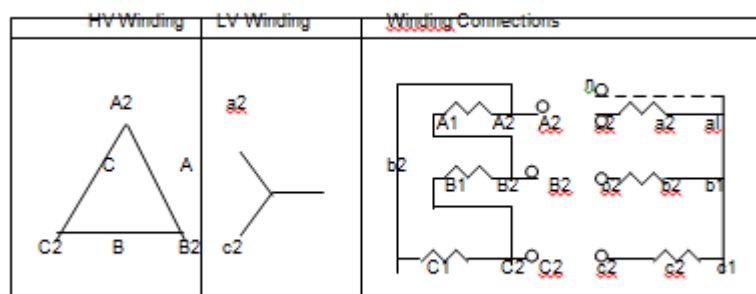 HV Winding LV Winding Winding Connections
A2 a2
A1 A2 A2 a2 a1
C A b2
B1 B2 B2 b2 b2 b1
C2 B B2 c2
C1 C2 C2 c2 c2